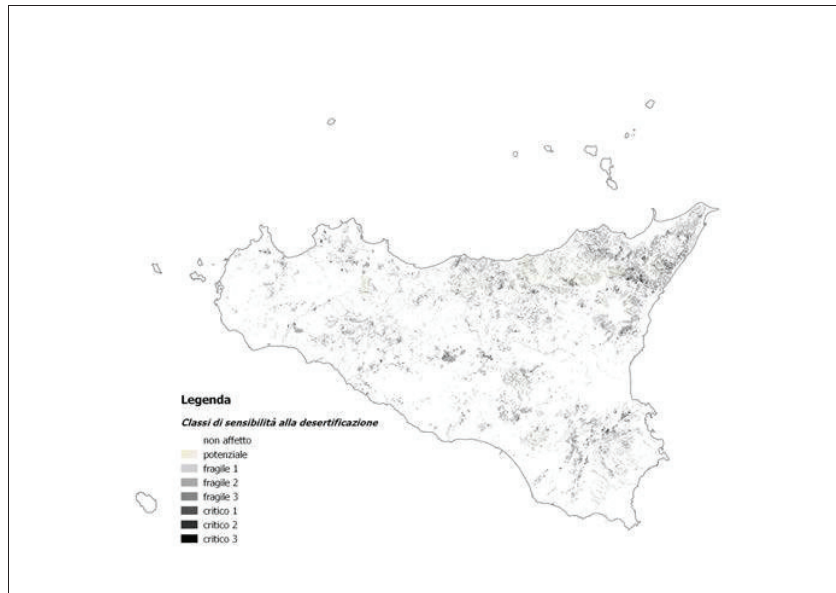 Legenda
Classi di sensibilità alla desertificazione
non affetto
potenziale
fragile 1
fragile 2
fragile 3
critico 1
critico 2
critico 3